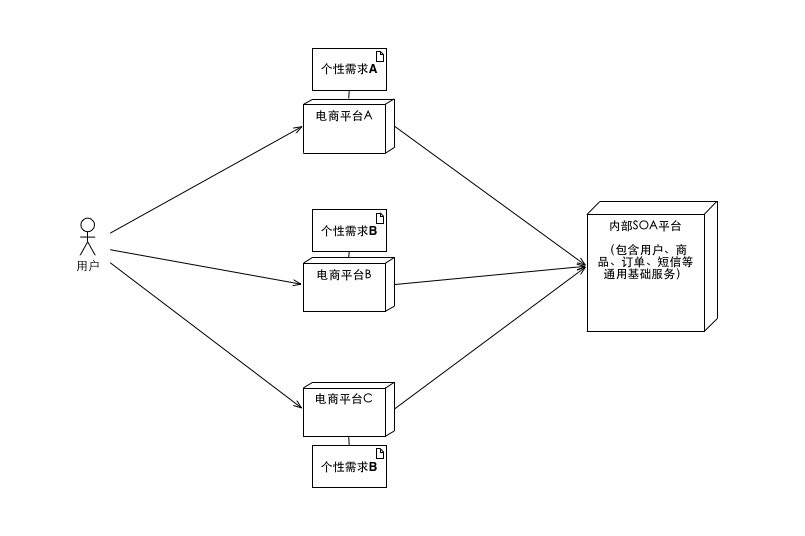 个性需求A
电商平台A
个性需求B
电商平台B
用户
内部SOA平台
（包含用户、商
品、订单、短信等
通用基础服务）
电商平台C
个性需求B